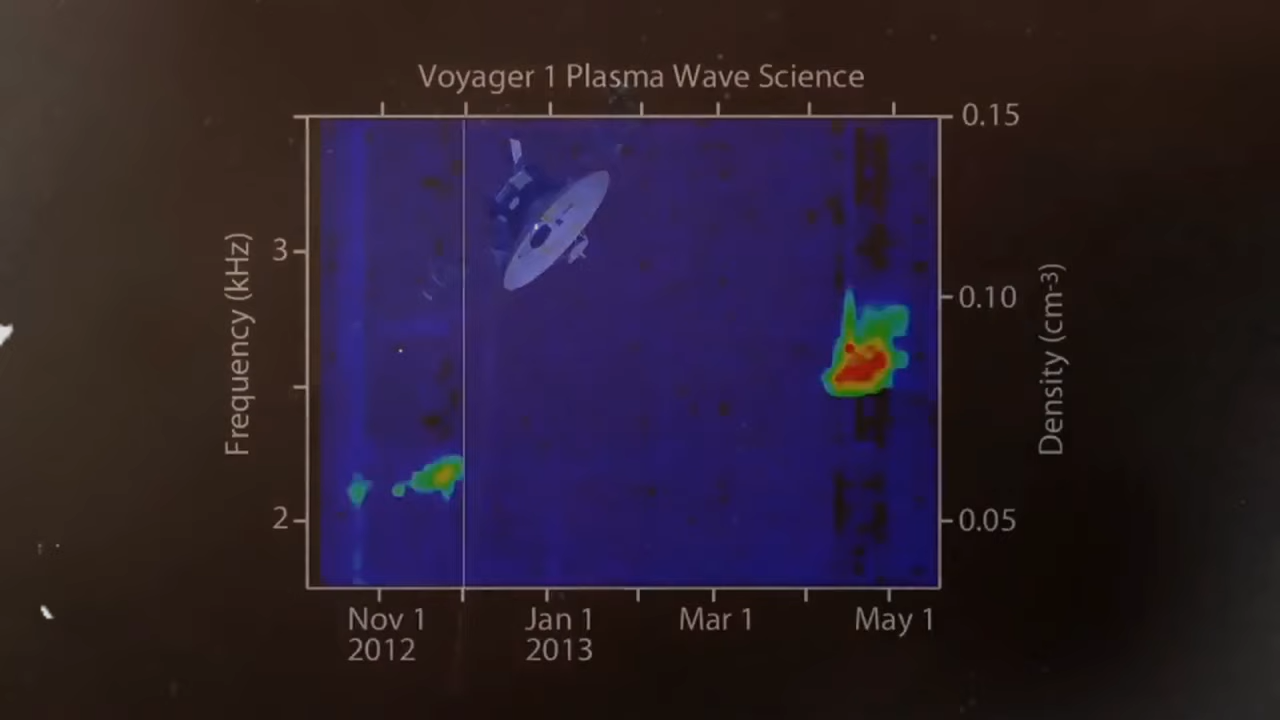 Voyager 1 Plasma Wave Science
0.15
3
0.10
Frequency (kHz)
Density (cm-3)
2
0.05
Nov 1
2012
Jan 1
2013
Mar 1
May 1